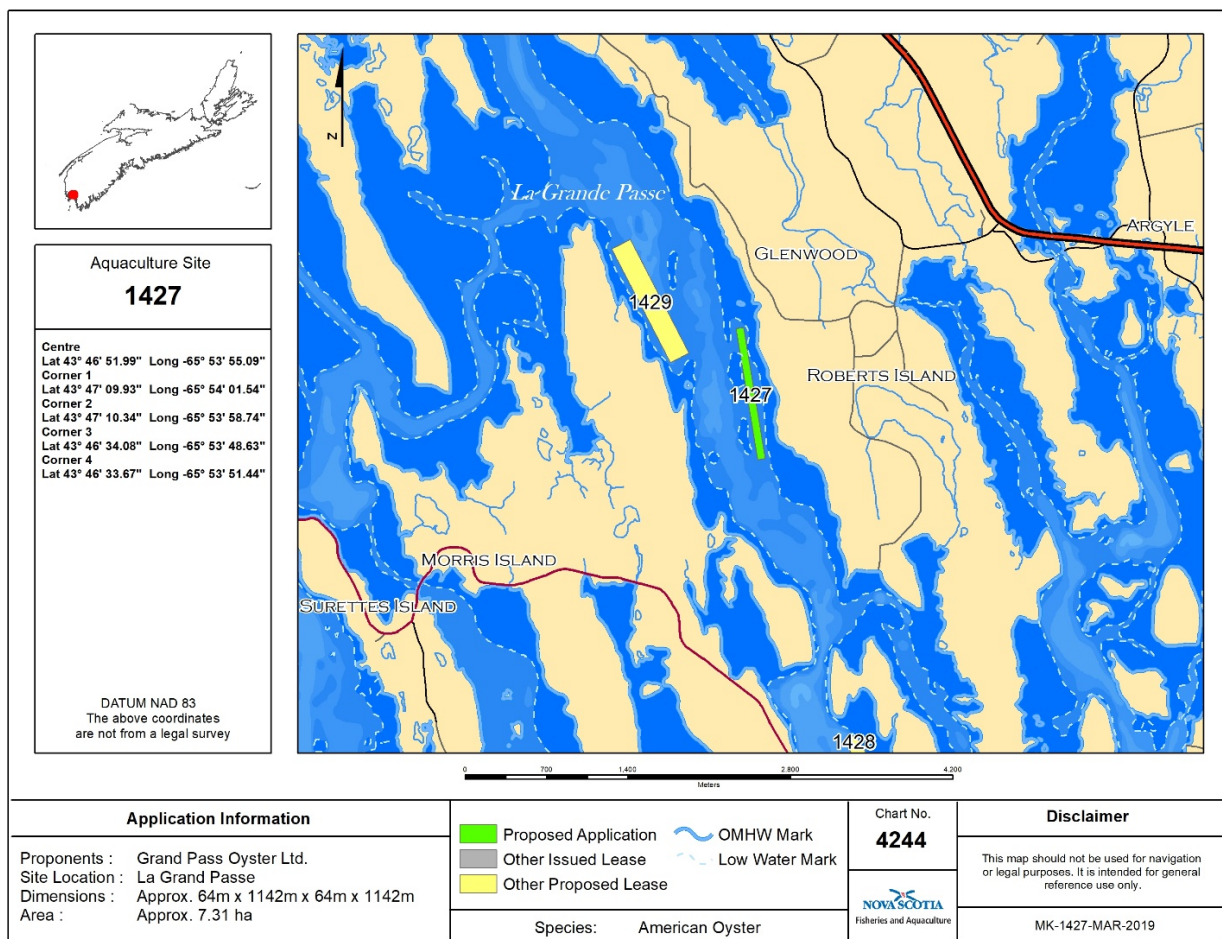 Aquaculture Site
1427
Centre
Lat 43° 46' 51.99" Long -65° 53' 55.09"
Corner 1
Lat 43° 47' 09.93" Long -65° 54' 01.54"
Corner 2
Lat 43° 47' 10.34" Long -65° 53' 58.74"
Corner 3
Lat 43° 46' 34.08" Long -65° 53' 48.63"
Corner 4
Lat 43° 46' 33.67" Long -65° 53' 51.44"
DATUM NAD 83
The above coordinates
are not from a legal survey
N
La Grande Passe
ARGYLE
GLENWOOD
1429
ROBERTS ISLAND
1427
MORRIS ISLAND
SURETTES ISLAND
1428
0 700 1,400 2,800 4,200
Meters
Application Information
Proponents : Grand Pass Oyster Ltd.
Site Location : La Grand Passe
Dimensions : Approx. 64m x 1142m x 64m x 1142m
Area : Approx. 7.31 ha
Proposed Application
Other Issued Lease
Other Proposed Lease
OMHW Mark
Low Water Mark
Species: American Oyster
Chart No.
4244
NOVA SCOTIA
Fisheries and Aquaculture
Disclaimer
This map should not be used for navigation
or legal purposes. It is intended for general
reference use only.
MK-1427-MAR-2019